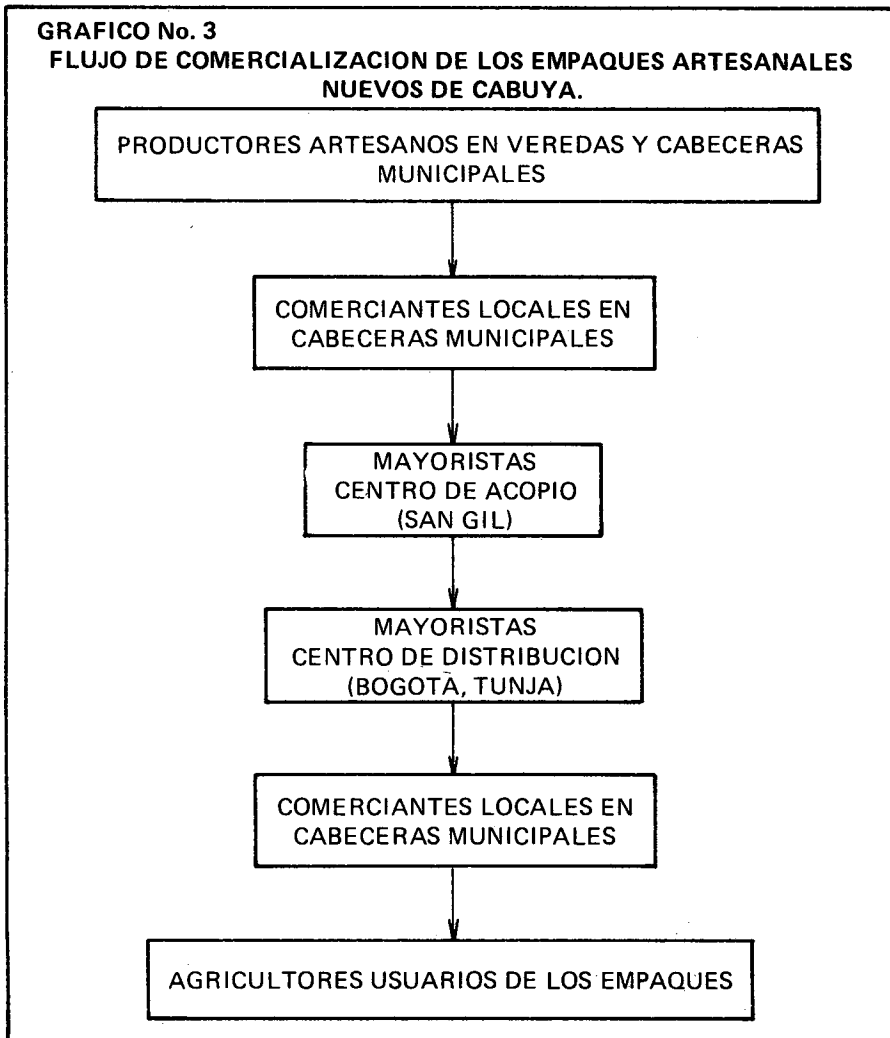 GRAFICO No. 3
FLUJO DE COMERCIALIZACION DE LOS EMPAQUES ARTESANALES
NUEVOS DE CABUYA.
PRODUCTORES ARTESANOS EN VEREDAS Y CABECERAS
MUNICIPALES
COMERCIANTES LOCALES EN
CABECERAS MUNICIPALES
MAYORISTAS
CENTRO DE ACOPIO
(SAN GIL)
MAYORISTAS
CENTRO DE DISTRIBUCION
(BOGOTA, TUNJA)
COMERCIANTES LOCALES EN
CABECERAS MUNICIPALES
AGRICULTORES USUARIOS DE LOS EMPAQUES